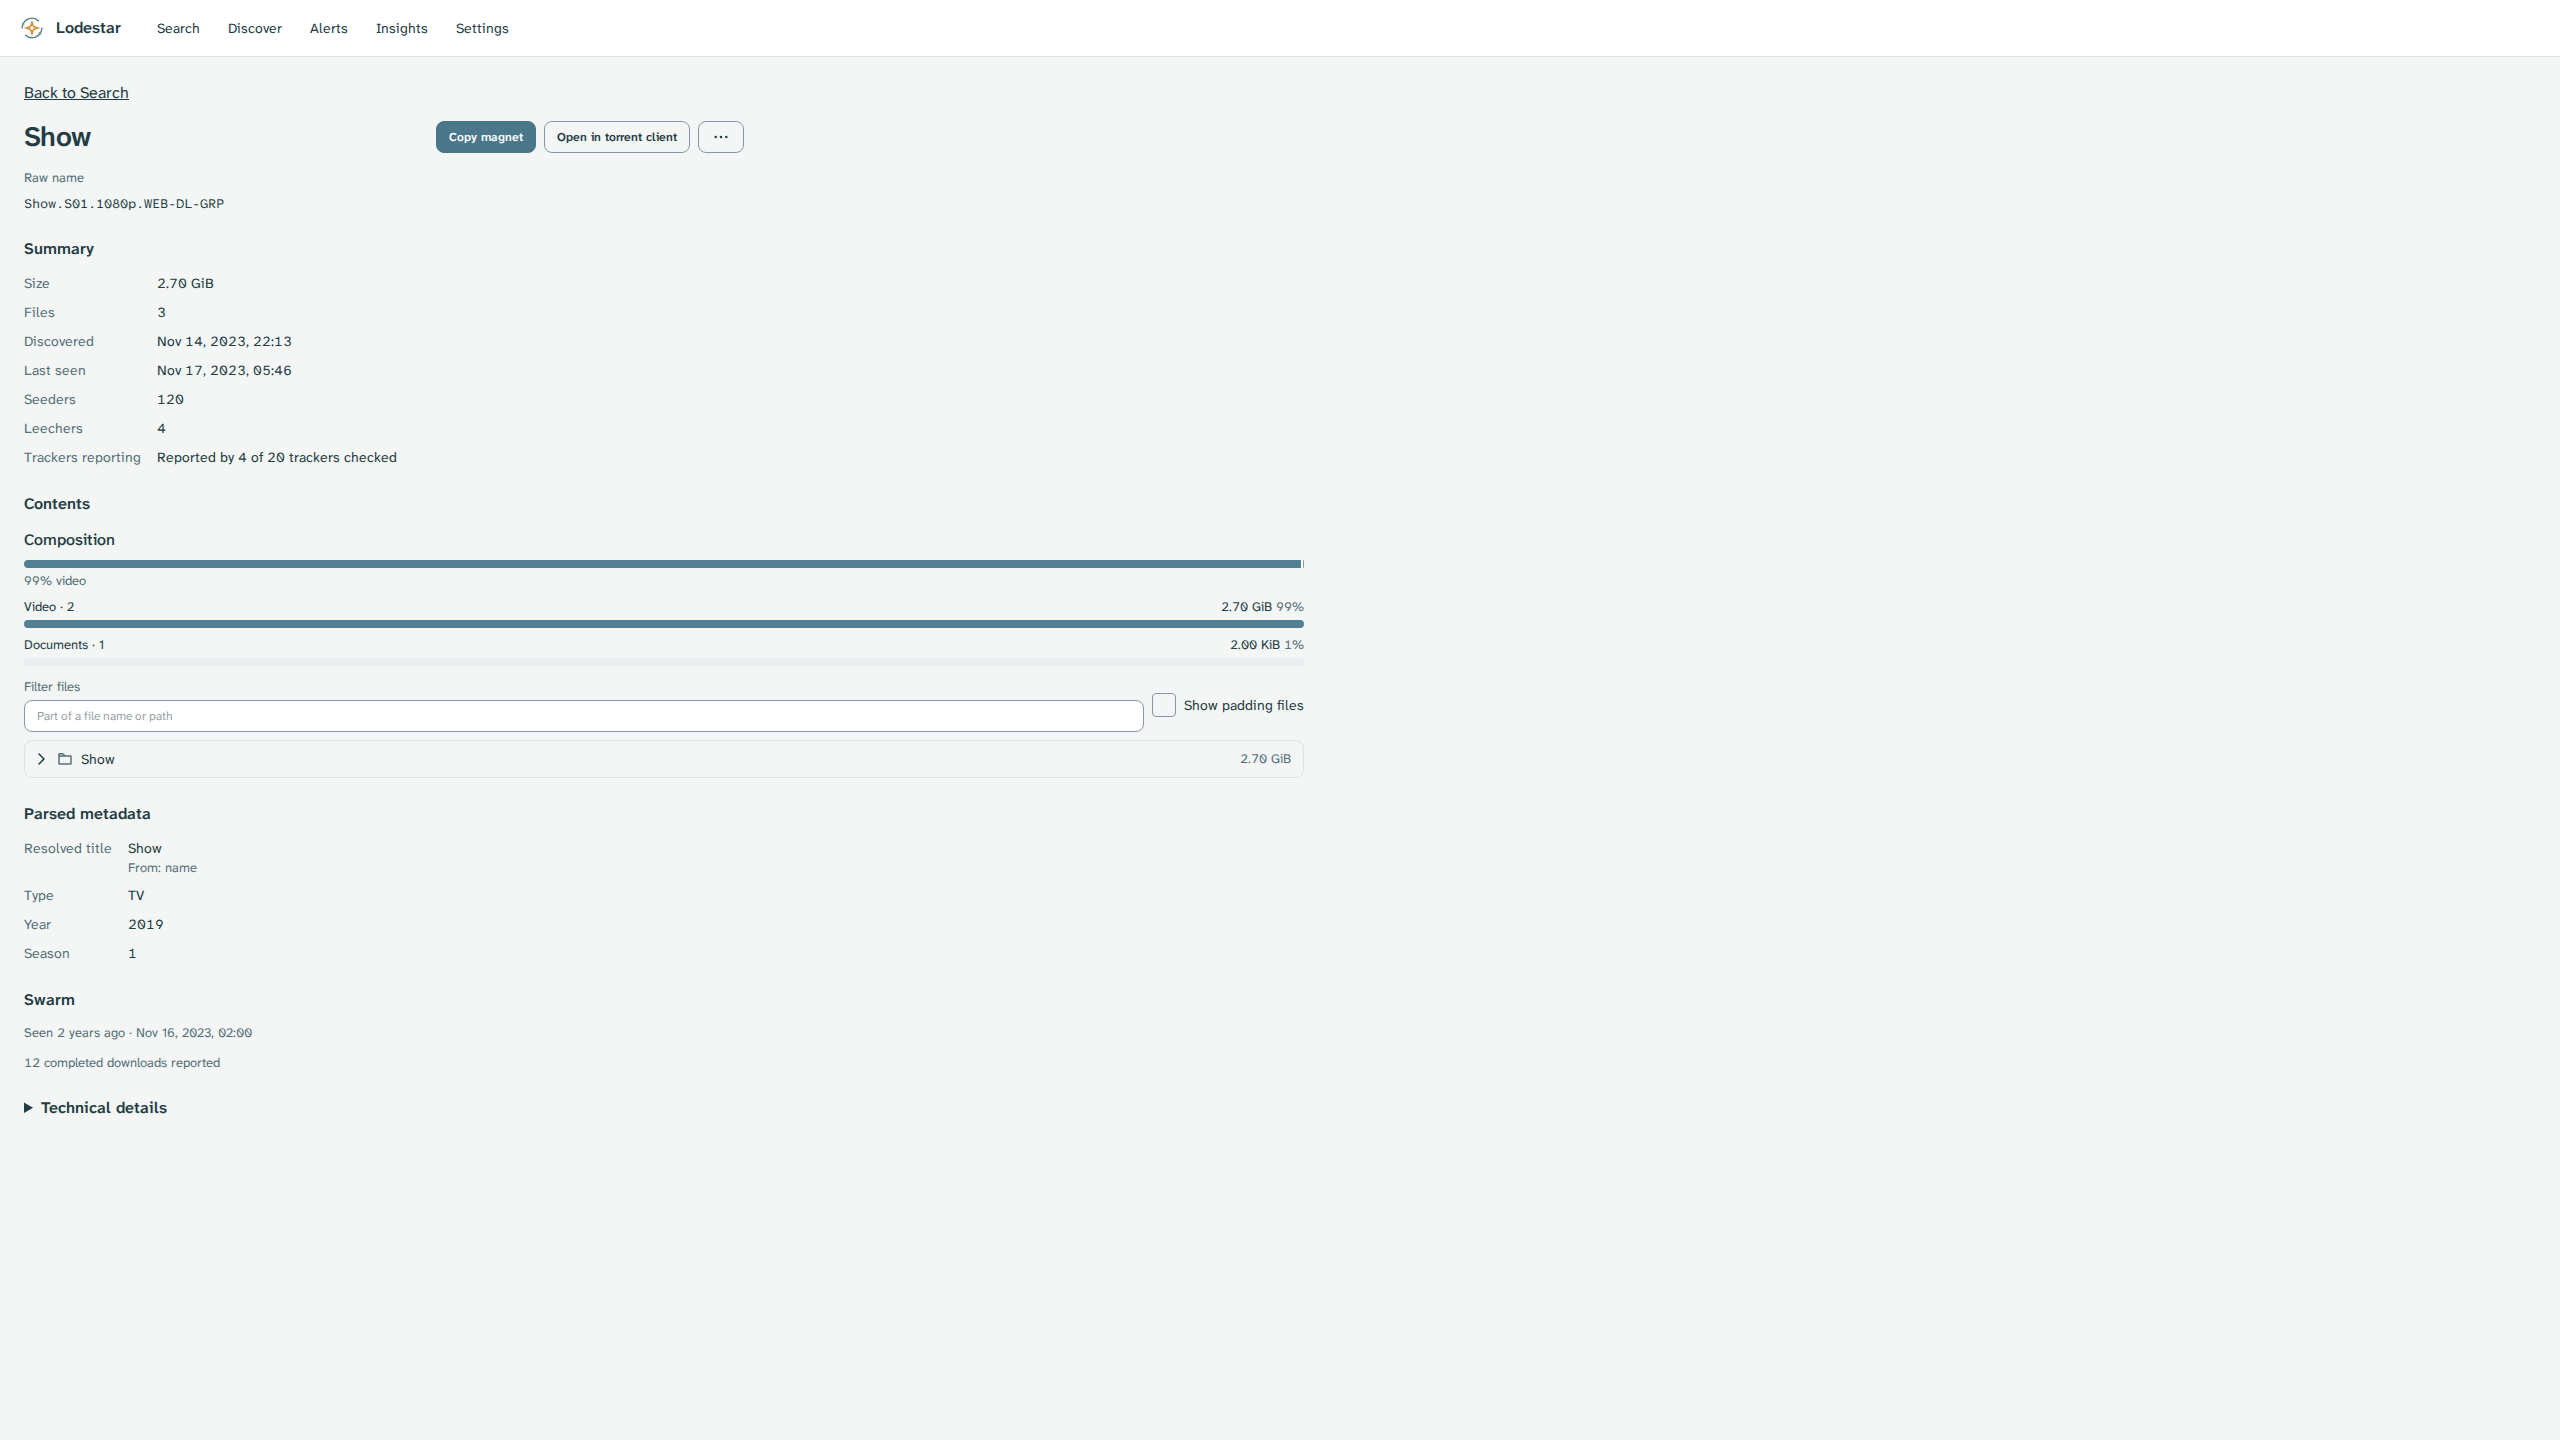 Lodestar Search Discover Alerts Insights Settings
Back to Search
Show Copy magnet Open in torrent client ...
Raw name
Show.S01.1080p.WEB-DL-GRP
Summary
Size 2.70 GiB
Files 3
Discovered Nov 14, 2023, 22:13
Last seen Nov 17, 2023, 05:46
Seeders 120
Leechers 4
Trackers reporting Reported by 4 of 20 trackers checked
Contents
Composition
99% video
Video · 2 2.70 GiB 99%
Documents · 1 2.00 KiB 1%
Filter files
Part of a file name or path Show padding files
Show 2.70 GiB
Parsed metadata
Resolved title Show
From: name
Type TV
Year 2019
Season 1
Swarm
Seen 2 years ago · Nov 16, 2023, 02:00
12 completed downloads reported
Technical details